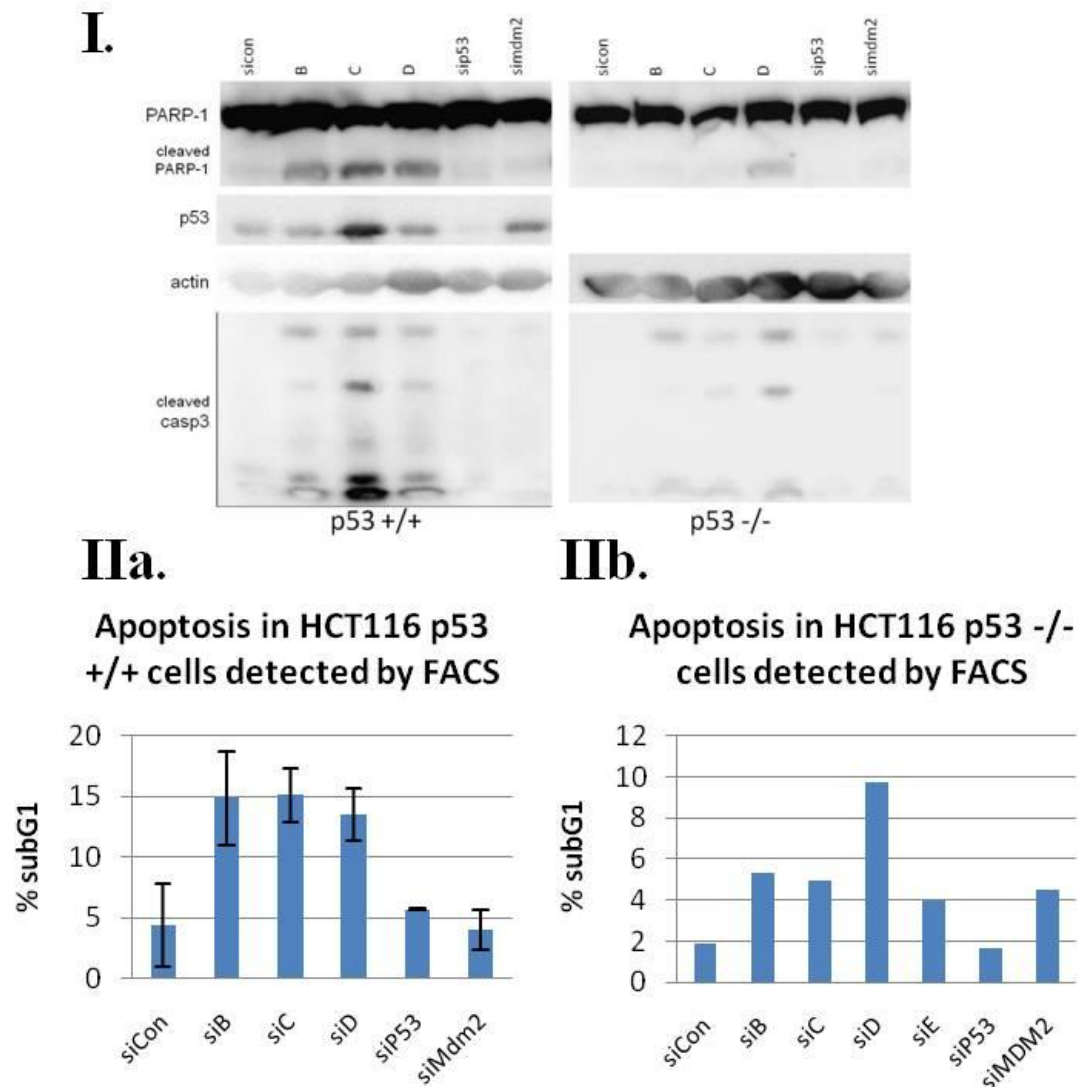 I.
sicon B C D sip53 simdm2
sicon B C D sip53 simdm2
PARP-1
cleaved
PARP-1
p53
actin
cleaved
casp3
p53 +/+
p53 -/-
IIa.
Apoptosis in HCT116 p53
+/+ cells detected by FACS
% subG1
20
15
10
5
0
siCon siB siC siD siP53 siMdm2
IIb.
Apoptosis in HCT116 p53 -/-
cells detected by FACS
% subG1
12
10
8
6
4
2
0
siCon siB siC siD siE siP53 siMDM2